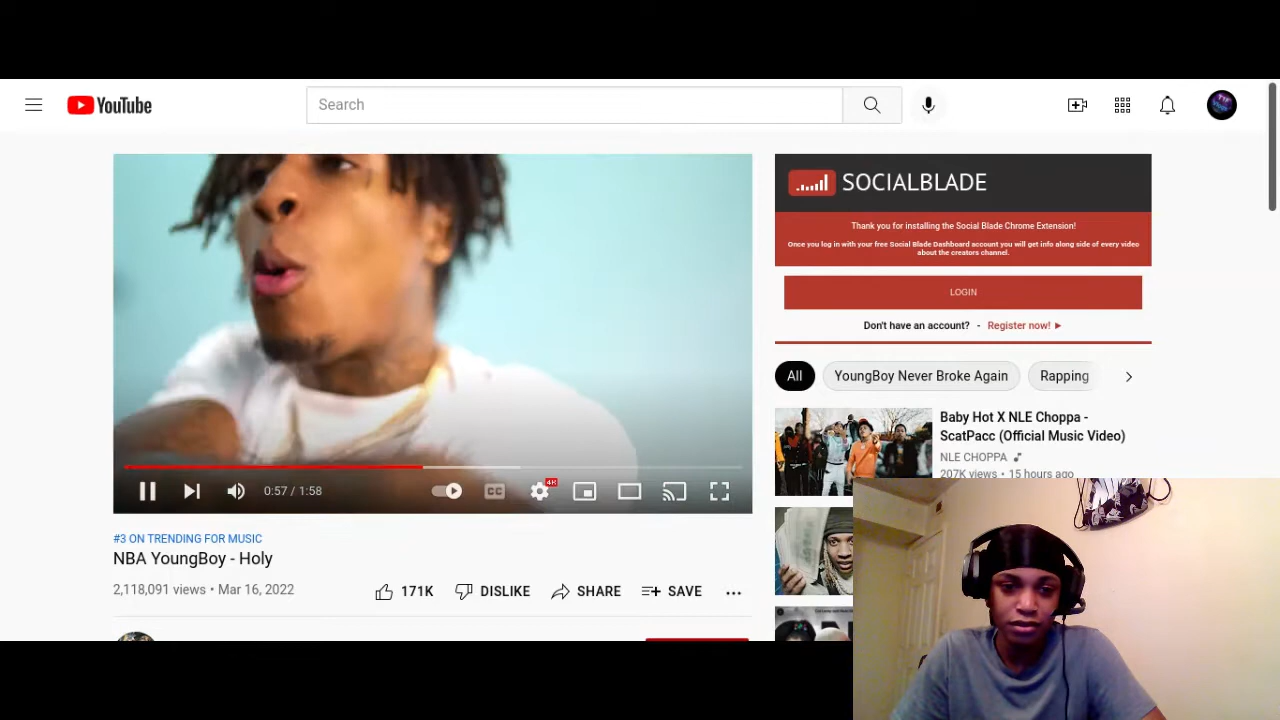 YouTube
Search
SOCIALBLADE
Thank you for installing the Social Blade Chrome Extension!
Once you log in with your free Social Blade Dashboard account you will get info along side of every video
about the creators channel.
LOGIN
Don't have an account? - Register now! ►
All
YoungBoy Never Broke Again
Rapping
Baby Hot X NLE Choppa -
ScatPacc (Official Music Video)
NLE CHOPPA
207K views • 15 hours ago
0:57 / 1:58
CC
4K
#3 ON TRENDING FOR MUSIC
NBA YoungBoy - Holy
2,118,091 views • Mar 16, 2022
171K
DISLIKE
SHARE
SAVE